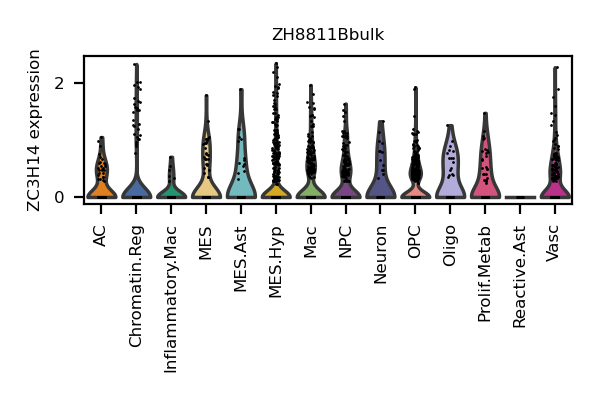 ZH8811Bbulk
ZC3H14 expression
2
0
AC
Chromatin.Reg
Inflammatory.Mac
MES
MES.Ast
MES.Hyp
Mac
NPC
Neuron
OPC
Oligo
Prolif.Metab
Reactive.Ast
Vasc